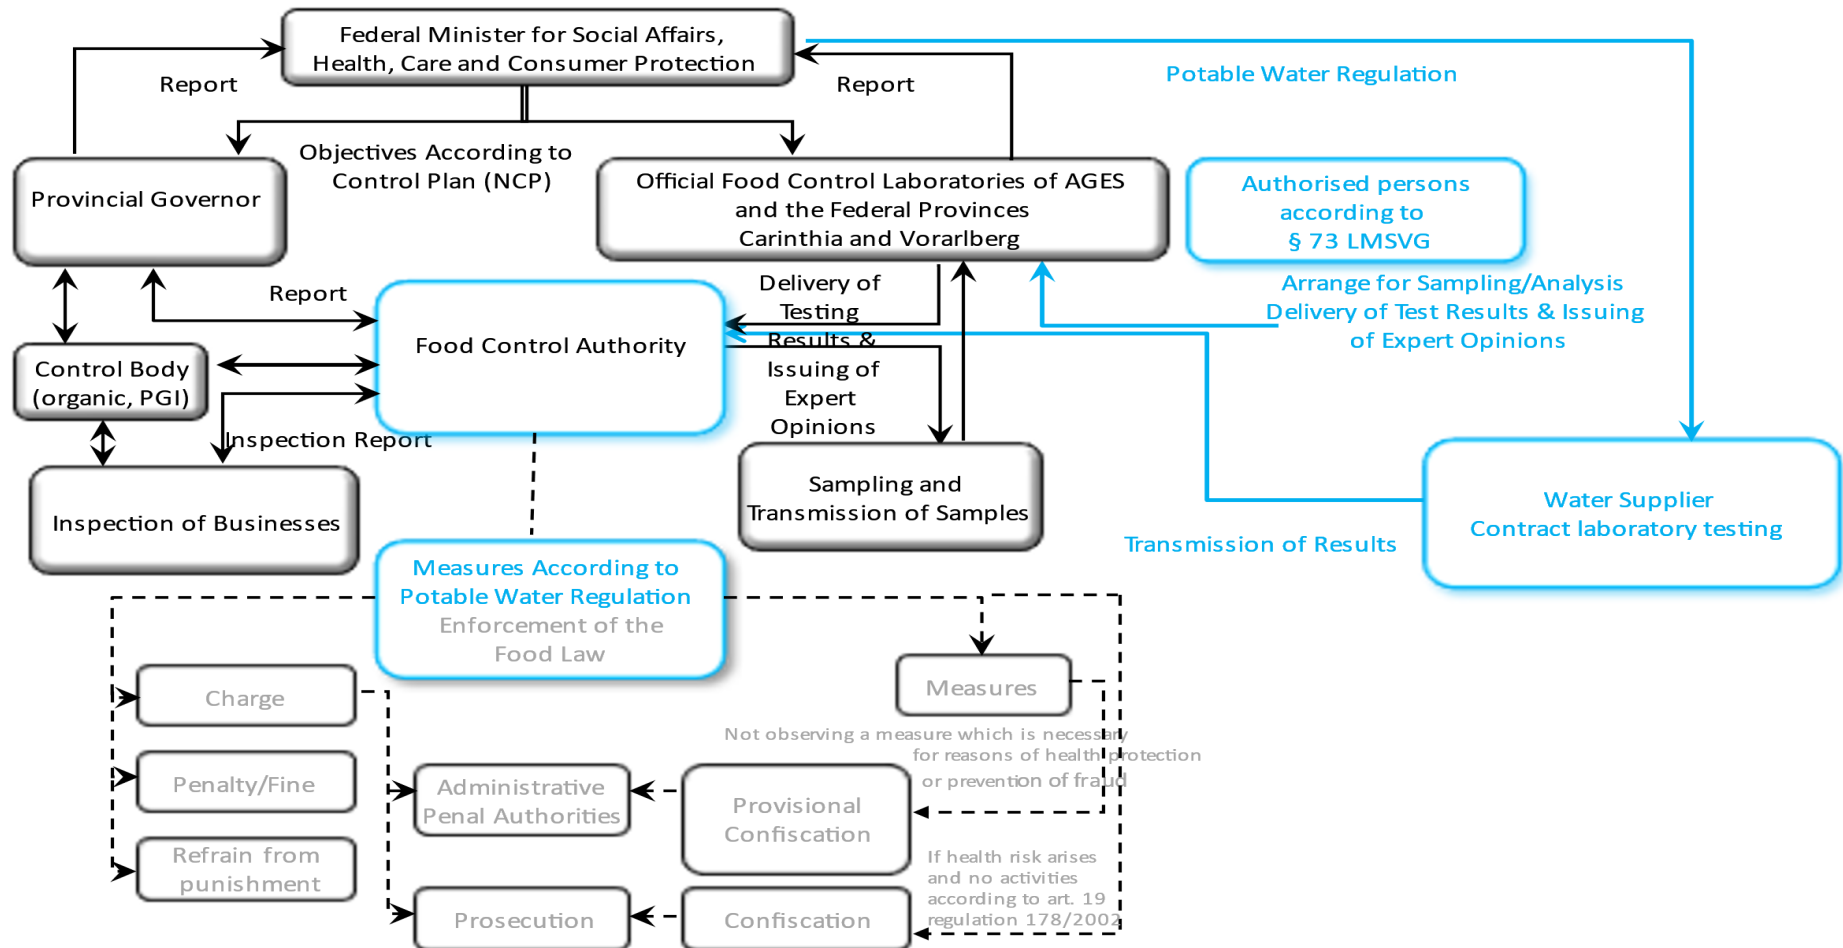 Federal Minister for Social Affairs,
Health, Care and Consumer Protection
Report
Report
Potable Water Regulation
Objectives According to
Control Plan (NCP)
Provincial Governor
Official Food Control Laboratories of AGES
and the Federal Provinces
Carinthia and Vorarlberg
Authorised persons
according to
§ 73 LMSVG
Report
Delivery of
Testing
Results &
Issuing of
Expert
Opinions
Arrange for Sampling/Analysis
Delivery of Test Results & Issuing
of Expert Opinions
Food Control Authority
Control Body
(organic, PGI)
Inspection Report
Inspection of Businesses
Sampling and
Transmission of Samples
Water Supplier
Contract laboratory testing
Transmission of Results
Measures According to
Potable Water Regulation
Enforcement of the
Food Law
Charge
Measures
Not observing a measure which is necessary
for reasons of health protection
or prevention of fraud
Penalty/Fine
Administrative
Penal Authorities
Provisional
Confiscation
Refrain from
punishment
If health risk arises
and no activities
according to art. 19
regulation 178/2002
Prosecution
Confiscation